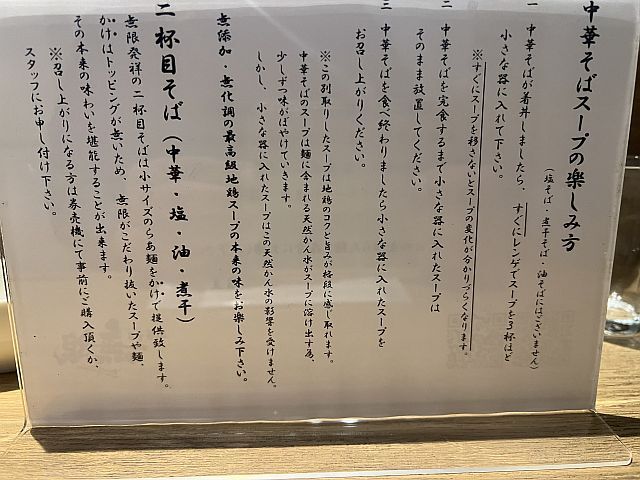 中華そばスープの楽しみ方
（塩そば・煮干そば・油そばにはございません）
一 中華そばが着丼しましたら、すぐにレンゲでスープを３杯ほど
小さな器に入れて下さい。
※すぐにスープを移さないとスープの変化が分かりづらくなります。
二 中華そばを完食するまで小さな器に入れたスープは
そのまま放置してください。
三 中華そばを食べ終わりましたら小さな器に入れたスープを
お召し上がりください。
※この別取りしたスープは地鶏のコクと旨みが格段に感じ取れます。
中華そばのスープは麺に含まれる天然かん水がスープに溶け出す為、
少しずつ味がぼやけていきます。
しかし、小さな器に入れたスープはこの天然かん水の影響を受けません。
無添加・無化調の最高級地鶏スープの本来の味をお楽しみ下さい。
二杯目そば（中華・塩・油・煮干）
無限発祥の二杯目そばは小サイズのらあ麺をかけで提供致します。
かけはトッピングが無いため、無限がこだわり抜いたスープや麺、
その本来の味わいを堪能することが出来ます。
※召し上がりになる方は券売機にて事前にご購入頂くか、
スタッフにお申し付け下さい。